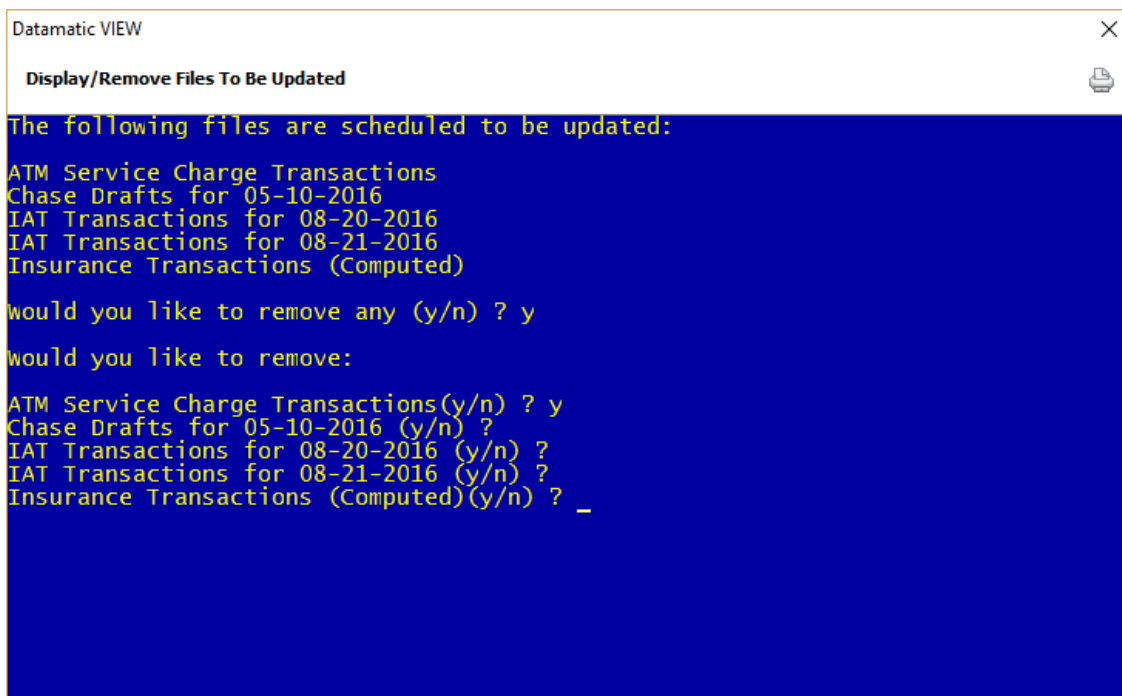 Datamatic VIEW
Display/Remove Files To Be Updated
The following files are scheduled to be updated:
ATM Service Charge Transactions
Chase Drafts for 05-10-2016
IAT Transactions for 08-20-2016
IAT Transactions for 08-21-2016
Insurance Transactions (Computed)
Would you like to remove any (y/n) ? y
Would you like to remove:
ATM Service Charge Transactions(y/n) ? y
Chase Drafts for 05-10-2016 (y/n) ?
IAT Transactions for 08-20-2016 (y/n) ?
IAT Transactions for 08-21-2016 (y/n) ?
Insurance Transactions (Computed)(y/n) ? _